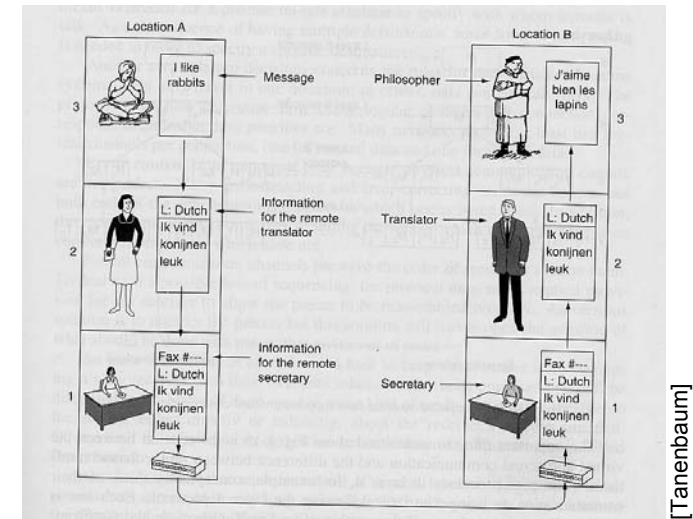 Location A
Location B
I like
rabbits
Message
Philosopher
J'aime
bien les
lapins
3
3
L: Dutch
Ik vind
konijnen
leuk
Information
for the remote
translator
Translator
L: Dutch
Ik vind
konijnen
leuk
2
2
Fax #---
L: Dutch
Ik vind
konijnen
leuk
Information
for the remote
secretary
Secretary
Fax #---
L: Dutch
Ik vind
konijnen
leuk
1
1
[Tanenbaum]